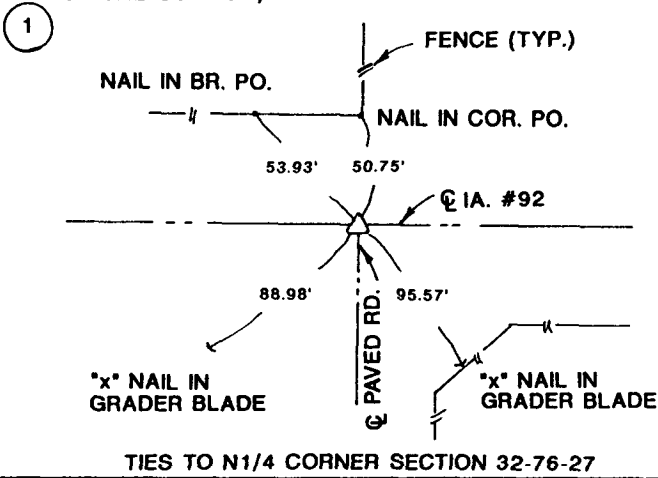 1
FENCE (TYP.)
NAIL IN BR. PO.
NAIL IN COR. PO.
53.93'
50.75'
℄ IA. #92
88.98'
95.57'
℄ PAVED RD.
"x" NAIL IN
GRADER BLADE
"x" NAIL IN
GRADER BLADE
TIES TO N1/4 CORNER SECTION 32-76-27